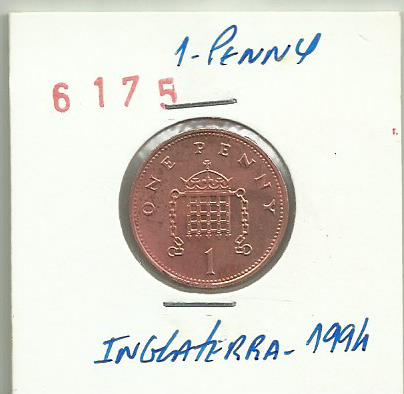 1-PENNY
6175
ONE PENNY
1
INGLATERRA-1994